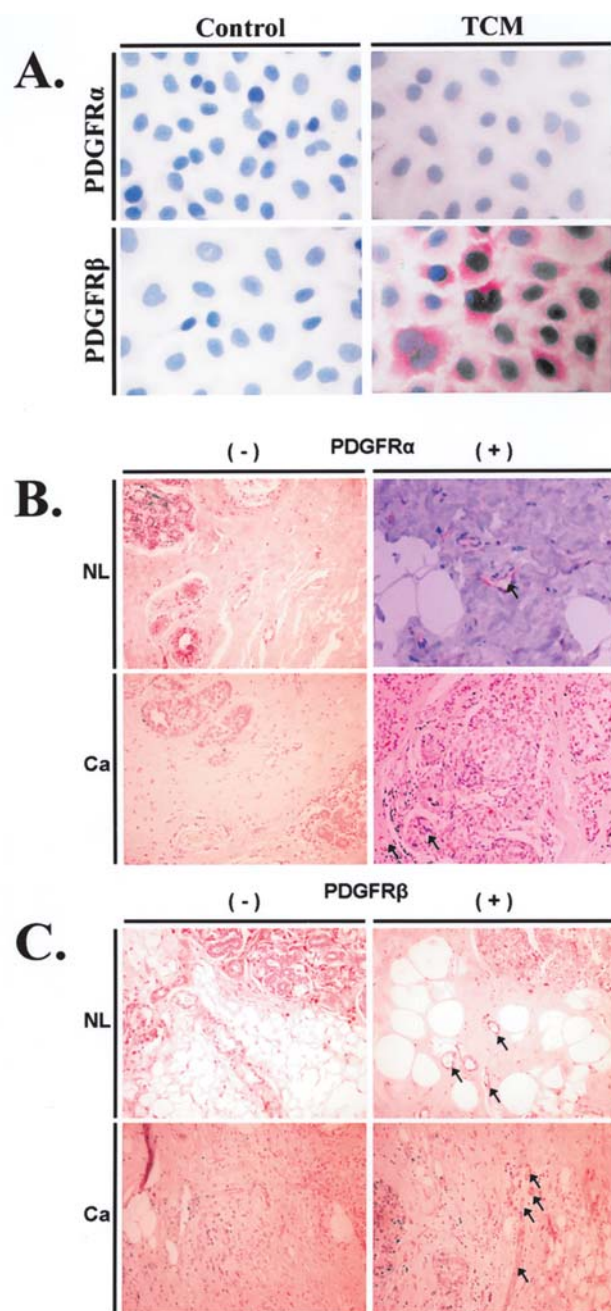 Control TCM
A.
PDGFRα
PDGFRβ
PDGFRα
( - ) ( + )
B.
NL
Ca
PDGFRβ
( - ) ( + )
C.
NL
Ca